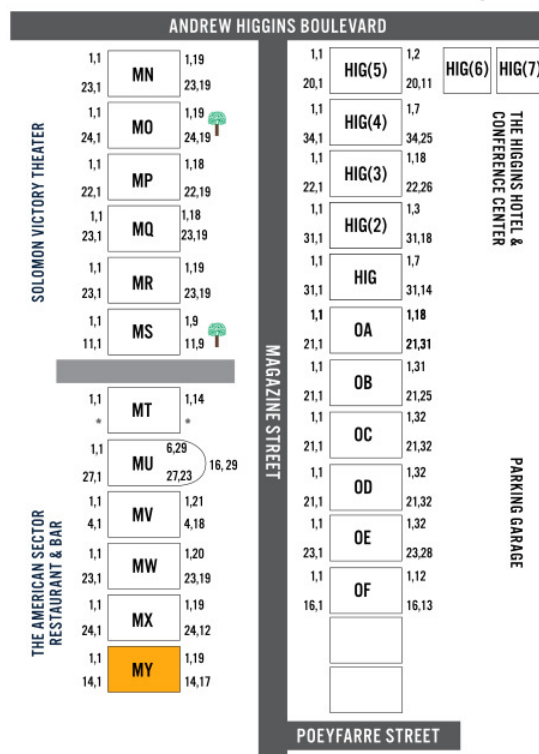 ANDREW HIGGINS BOULEVARD
SOLOMON VICTORY THEATER
1,1 MN 1,19
23,1 23,19
1,1 MO 1,19
24,1 24,19
1,1 MP 1,18
22,1 22,19
1,1 MQ 1,18
23,1 23,19
1,1 MR 1,19
23,1 23,19
1,1 MS 1,9
11,1 11,9
1,1 MT 1,14
* *
THE AMERICAN SECTOR
RESTAURANT & BAR
1,1 MU 6,29
16, 29
27,1 27,23
1,1 MV 1,21
4,1 4,18
1,1 MW 1,20
23,1 23,19
1,1 MX 1,19
24,1 24,12
1,1 MY 1,19
14,1 14,17
MAGAZINE STREET
1,1 HIG(5) 1,2
20,1 20,11
HIG(6) HIG(7)
1,1 HIG(4) 1,7
34,1 34,25
1,1 HIG(3) 1,18
22,1 22,26
1,1 HIG(2) 1,3
31,1 31,18
1,1 HIG 1,7
31,1 31,14
1,1 OA 1,18
21,1 21,31
1,1 OB 1,31
21,1 21,25
1,1 OC 1,32
21,1 21,32
1,1 OD 1,32
21,1 21,32
1,1 OE 1,32
23,1 23,28
1,1 OF 1,12
16,1 16,13
THE HIGGINS HOTEL &
CONFERENCE CENTER
PARKING GARAGE
POEYFARRE STREET